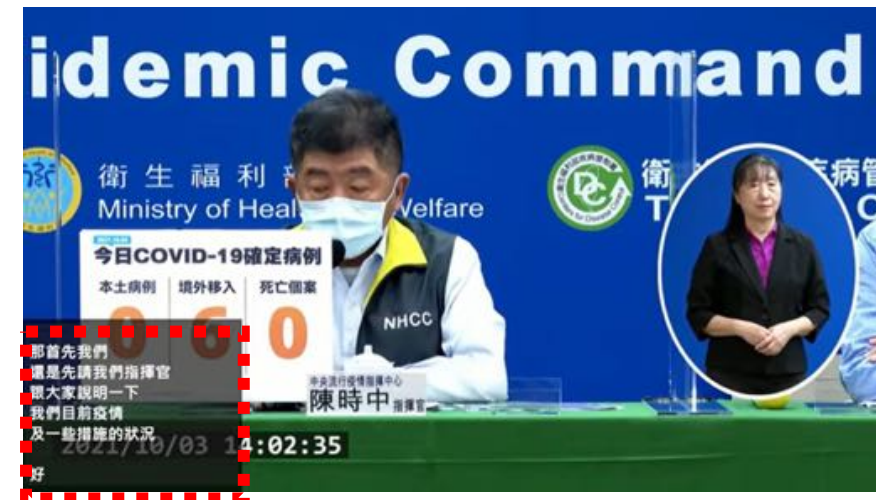 idemic Command
衛生福利
Ministry of Heal Welfare
衛 疾病管
今日COVID-19確定病例
本土病例 境外移入 死亡個案
0 6 0
NHCC
中央流行疫情指揮中心
陳時中 指揮官
那首先我們
還是先請我們指揮官
跟大家說明一下
我們目前疫情
及一些措施的狀況
好
2021/10/03 14:02:35